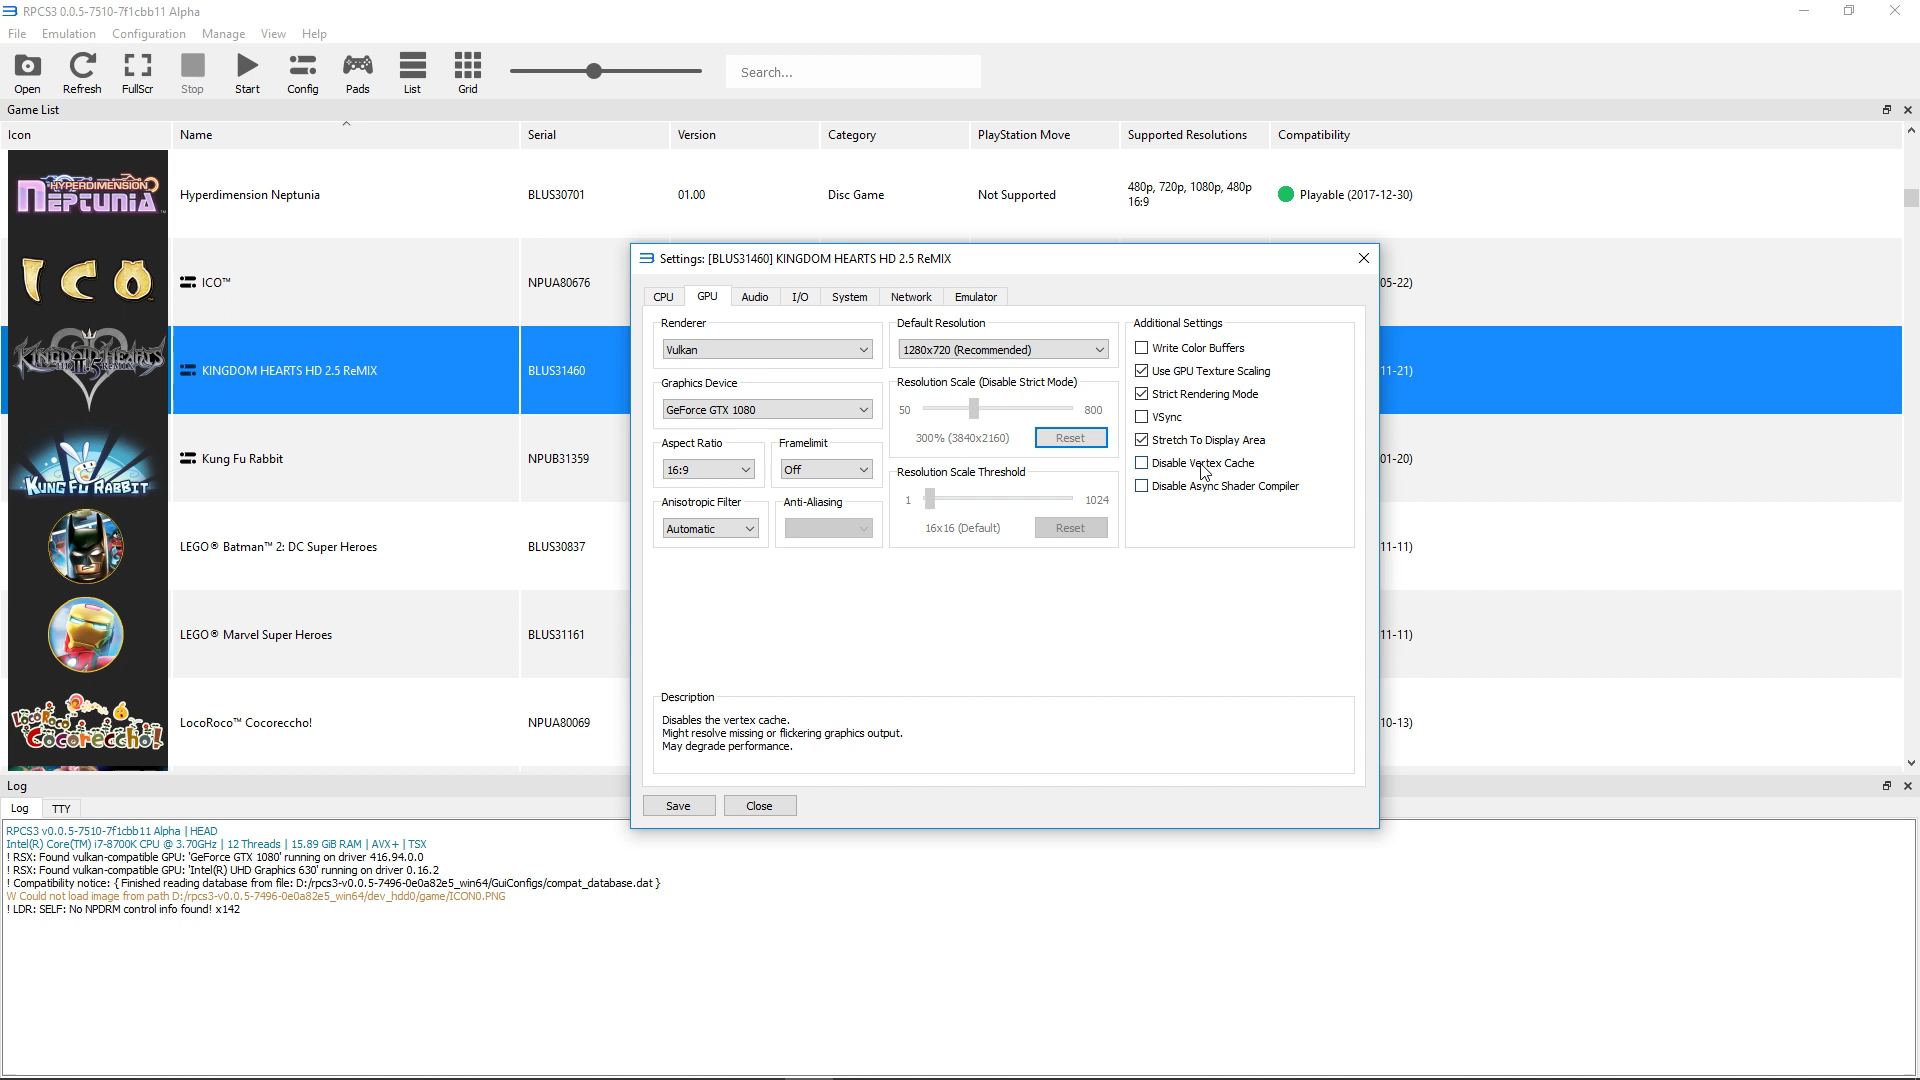 RPCS3 0.0.5-7510-7f1cbb11 Alpha
File Emulation Configuration Manage View Help
Open Refresh FullScr Stop Start Config Pads List Grid Search...
Game List
Icon Name Serial Version Category PlayStation Move Supported Resolutions Compatibility
HYPERDIMENSION
NEPTUNIA
Hyperdimension Neptunia BLUS30701 01.00 Disc Game Not Supported 480p, 720p, 1080p, 480p
16:9
Playable (2017-12-30)
ICO
ICO™ NPUA80676 05-22)
KINGDOM HEARTS
HD 2.5 ReMIX
KINGDOM HEARTS HD 2.5 ReMIX BLUS31460 11-21)
KUNG FU RABBIT
Kung Fu Rabbit NPUB31359 01-20)
LEGO® Batman™ 2: DC Super Heroes BLUS30837 11-11)
LEGO® Marvel Super Heroes BLUS31161 11-11)
LocoRoco
Cocoreccho!
LocoRoco™ Cocoreccho! NPUA80069 10-13)
Settings: [BLUS31460] KINGDOM HEARTS HD 2.5 ReMIX
CPU GPU Audio I/O System Network Emulator
Renderer
Vulkan
Graphics Device
GeForce GTX 1080
Aspect Ratio Framelimit
16:9 Off
Anisotropic Filter Anti-Aliasing
Automatic
Default Resolution
1280x720 (Recommended)
Resolution Scale (Disable Strict Mode)
50 800
300% (3840x2160) Reset
Resolution Scale Threshold
1 1024
16x16 (Default) Reset
Additional Settings
Write Color Buffers
Use GPU Texture Scaling
Strict Rendering Mode
VSync
Stretch To Display Area
Disable Vertex Cache
Disable Async Shader Compiler
Description
Disables the vertex cache.
Might resolve missing or flickering graphics output.
May degrade performance.
Save Close
Log
Log TTY
RPCS3 v0.0.5-7510-7f1cbb11 Alpha | HEAD
Intel(R) Core(TM) i7-8700K CPU @ 3.70GHz | 12 Threads | 15.89 GiB RAM | AVX+ | TSX
! RSX: Found vulkan-compatible GPU: 'GeForce GTX 1080' running on driver 416.94.0.0
! RSX: Found vulkan-compatible GPU: 'Intel(R) UHD Graphics 630' running on driver 0.16.2
! Compatibility notice: { Finished reading database from file: D:/rpcs3-v0.0.5-7496-0e0a82e5_win64/GuiConfigs/compat_database.dat }
W Could not load image from path D:/rpcs3-v0.0.5-7496-0e0a82e5_win64/dev_hdd0/game/ICON0.PNG
! LDR: SELF: No NPDRM control info found! x142